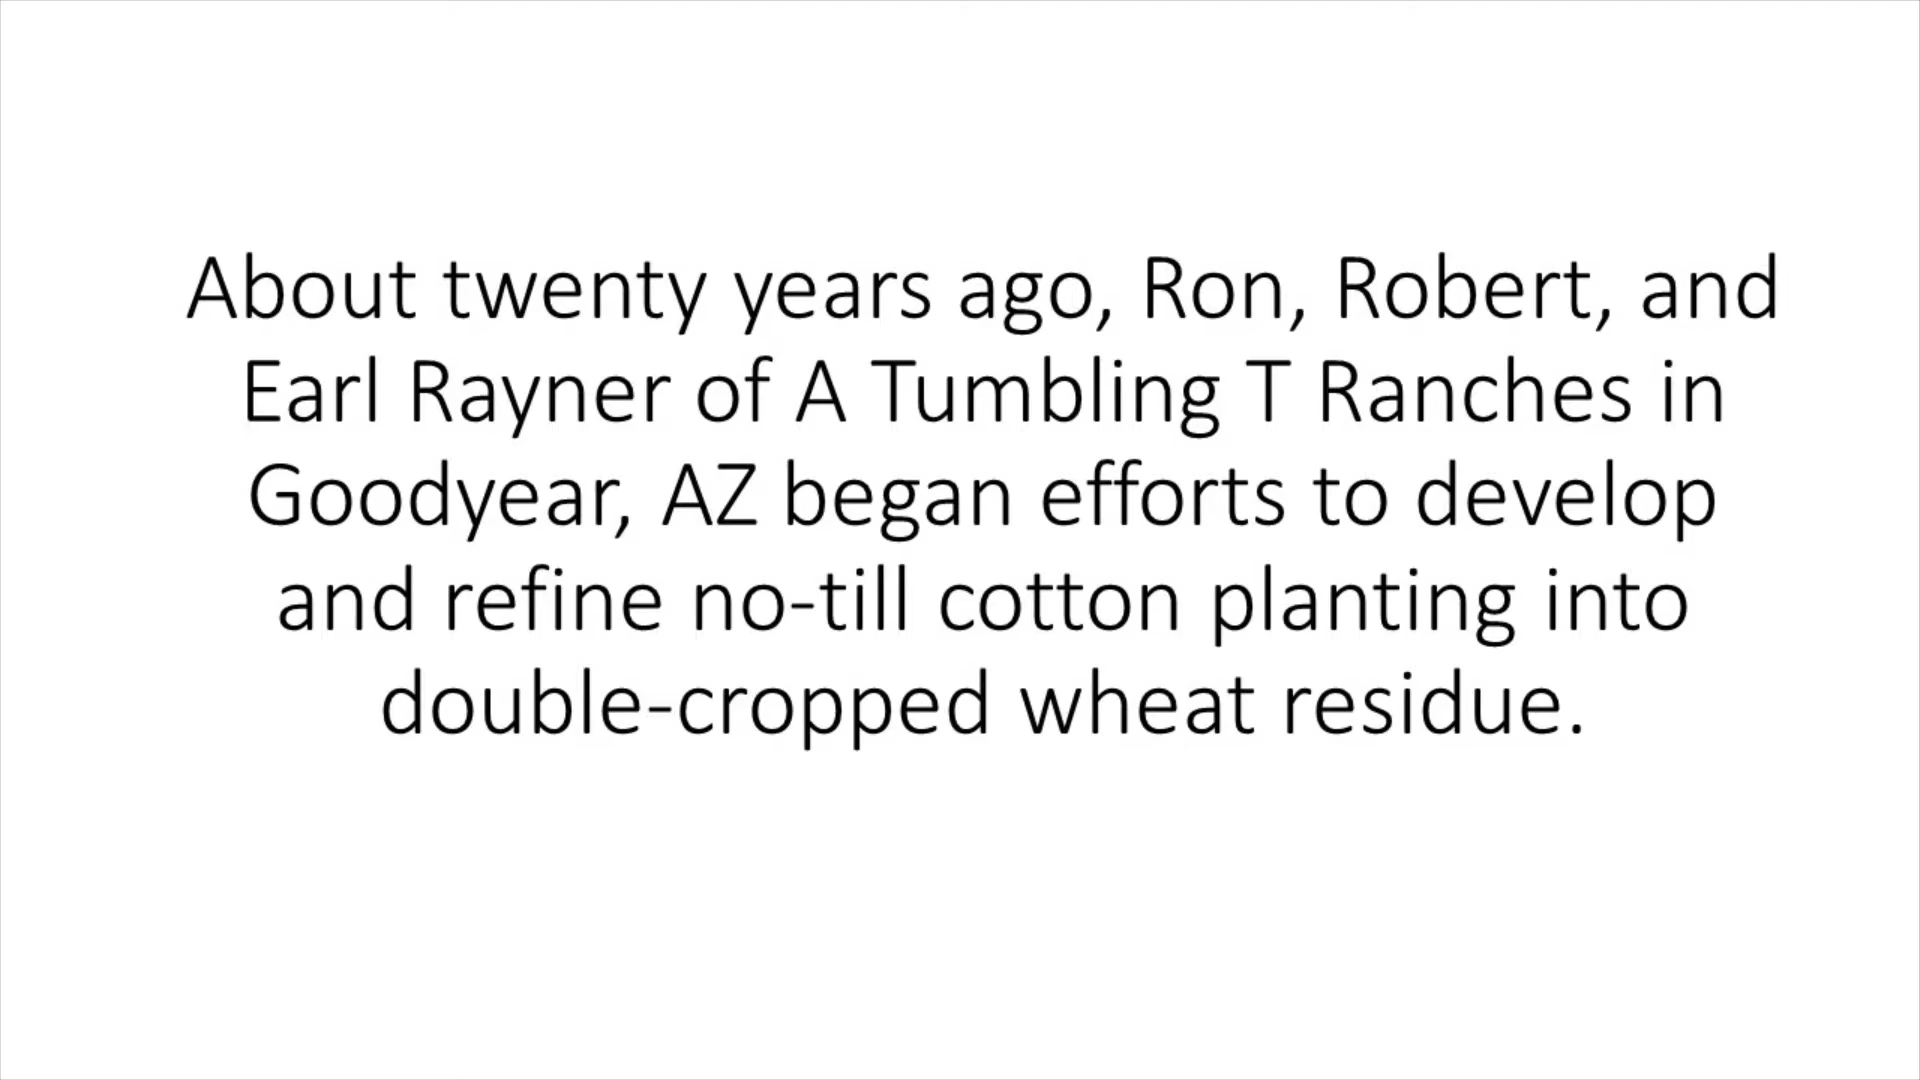 About twenty years ago, Ron, Robert, and
Earl Rayner of A Tumbling T Ranches in
Goodyear, AZ began efforts to develop
and refine no-till cotton planting into
double-cropped wheat residue.